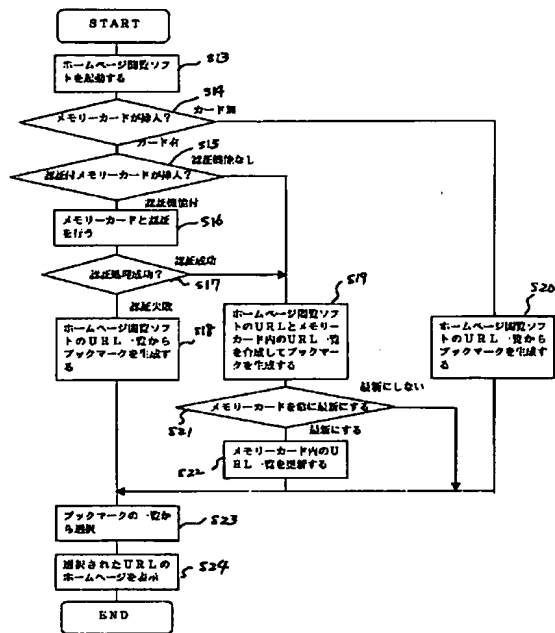 START
ホームページ閲覧ソフ
トを起動する
S13
S14
メモリーカードが挿入?
カード無
カード有
S15
認証機能なし
認証付メモリーカードが挿入?
認証機能付
メモリーカードと認証
を行う
S16
認証成功
認証処理成功?
S17
認証失敗
ホームページ閲覧ソフ
トのURL一覧から
ブックマークを生成す
る
S18
S19
ホームページ閲覧ソフ
トのURLとメモリー
カード内のURL一覧
を合成してブックマー
クを生成する
S20
ホームページ閲覧ソフ
トのURL一覧からブ
ックマークを生成する
最新にしない
メモリーカードを常に最新にする
S21
最新にする
メモリーカード内のU
RL一覧を更新する
S22
ブックマークの一覧か
ら選択
S23
選択されたURLの
ホームページを表示
S24
END